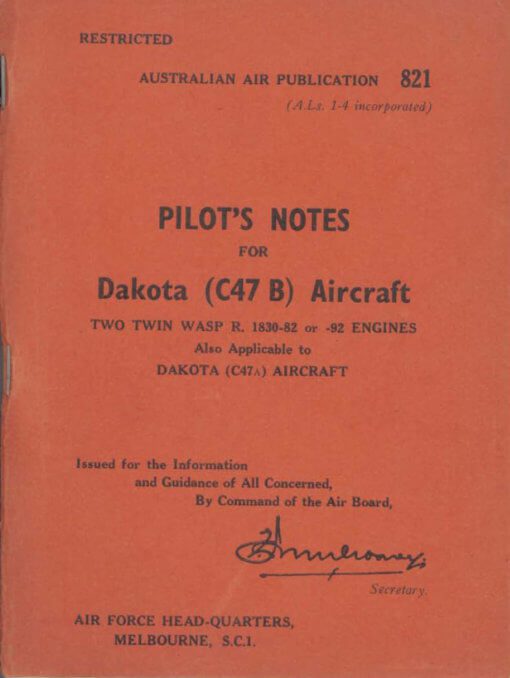 RESTRICTED
AUSTRALIAN AIR PUBLICATION 821
(A.Ls. 1-4 incorporated)
PILOT'S NOTES
FOR
Dakota (C47 B) Aircraft
TWO TWIN WASP R. 1830-82 or -92 ENGINES
Also Applicable to
DAKOTA (C47A) AIRCRAFT
Issued for the Information
and Guidance of All Concerned,
By Command of the Air Board,
Secretary.
AIR FORCE HEAD-QUARTERS,
MELBOURNE, S.C.1.